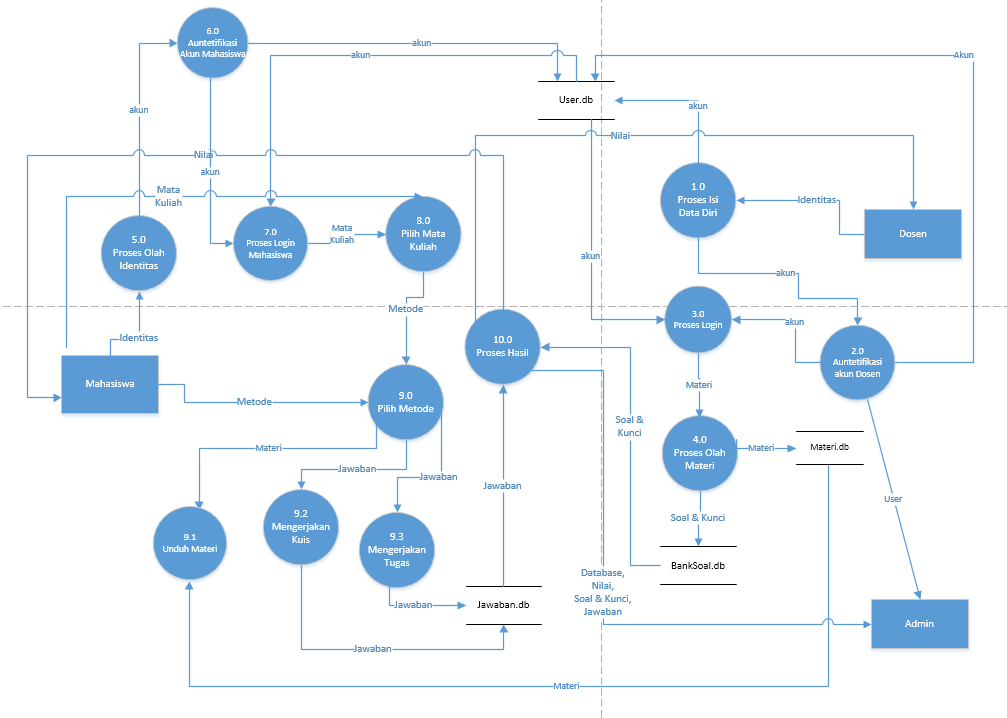 6.0
Auntetifikasi
Akun Mahasiswa
akun
akun
Akun
User.db
akun
akun
Nilai
Nilai
akun
Mata
Kuliah
1.0
Proses Isi
Data Diri
Identitas
Dosen
5.0
Proses Olah
Identitas
7.0
Proses Login
Mahasiswa
Mata
Kuliah
8.0
Pilih Mata
Kuliah
akun
akun
Metode
3.0
Proses Login
akun
2.0
Auntetifikasi
akun Dosen
Identitas
10.0
Proses Hasil
Mahasiswa
Metode
9.0
Pilih Metode
Materi
Soal &
Kunci
4.0
Proses Olah
Materi
Materi
Materi.db
Materi
Jawaban
Jawaban
Jawaban
User
9.1
Unduh Materi
9.2
Mengerjakan
Kuis
9.3
Mengerjakan
Tugas
Soal & Kunci
BankSoal.db
Database,
Nilai,
Soal & Kunci,
Jawaban
Jawaban
Jawaban.db
Admin
Jawaban
Materi